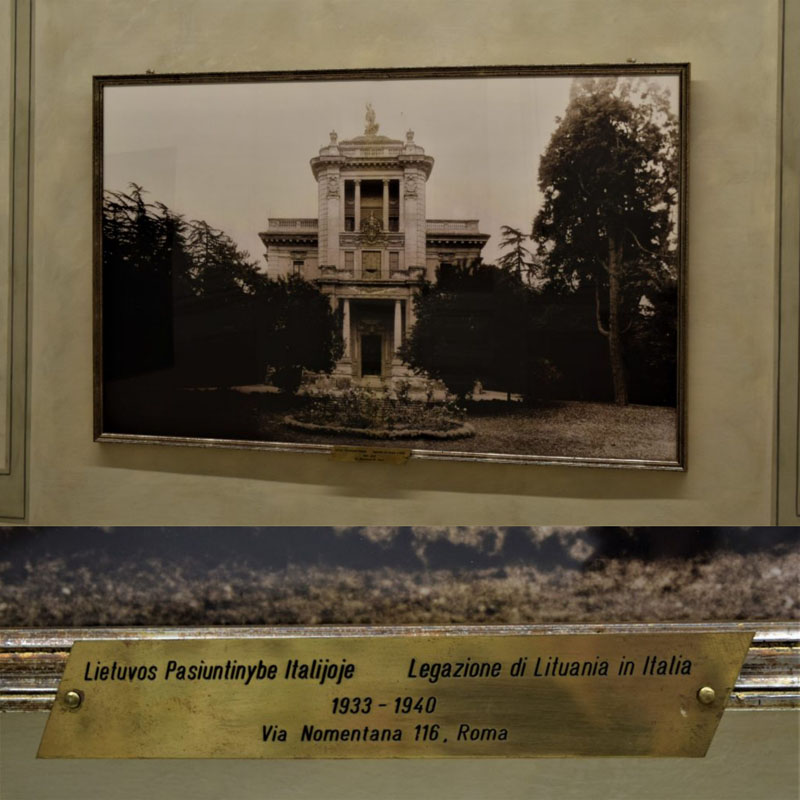 Lietuvos Pasiuntinybe Italijoje Legazione di Lituania in Italia
1933 - 1940
Via Nomentana 116, Roma